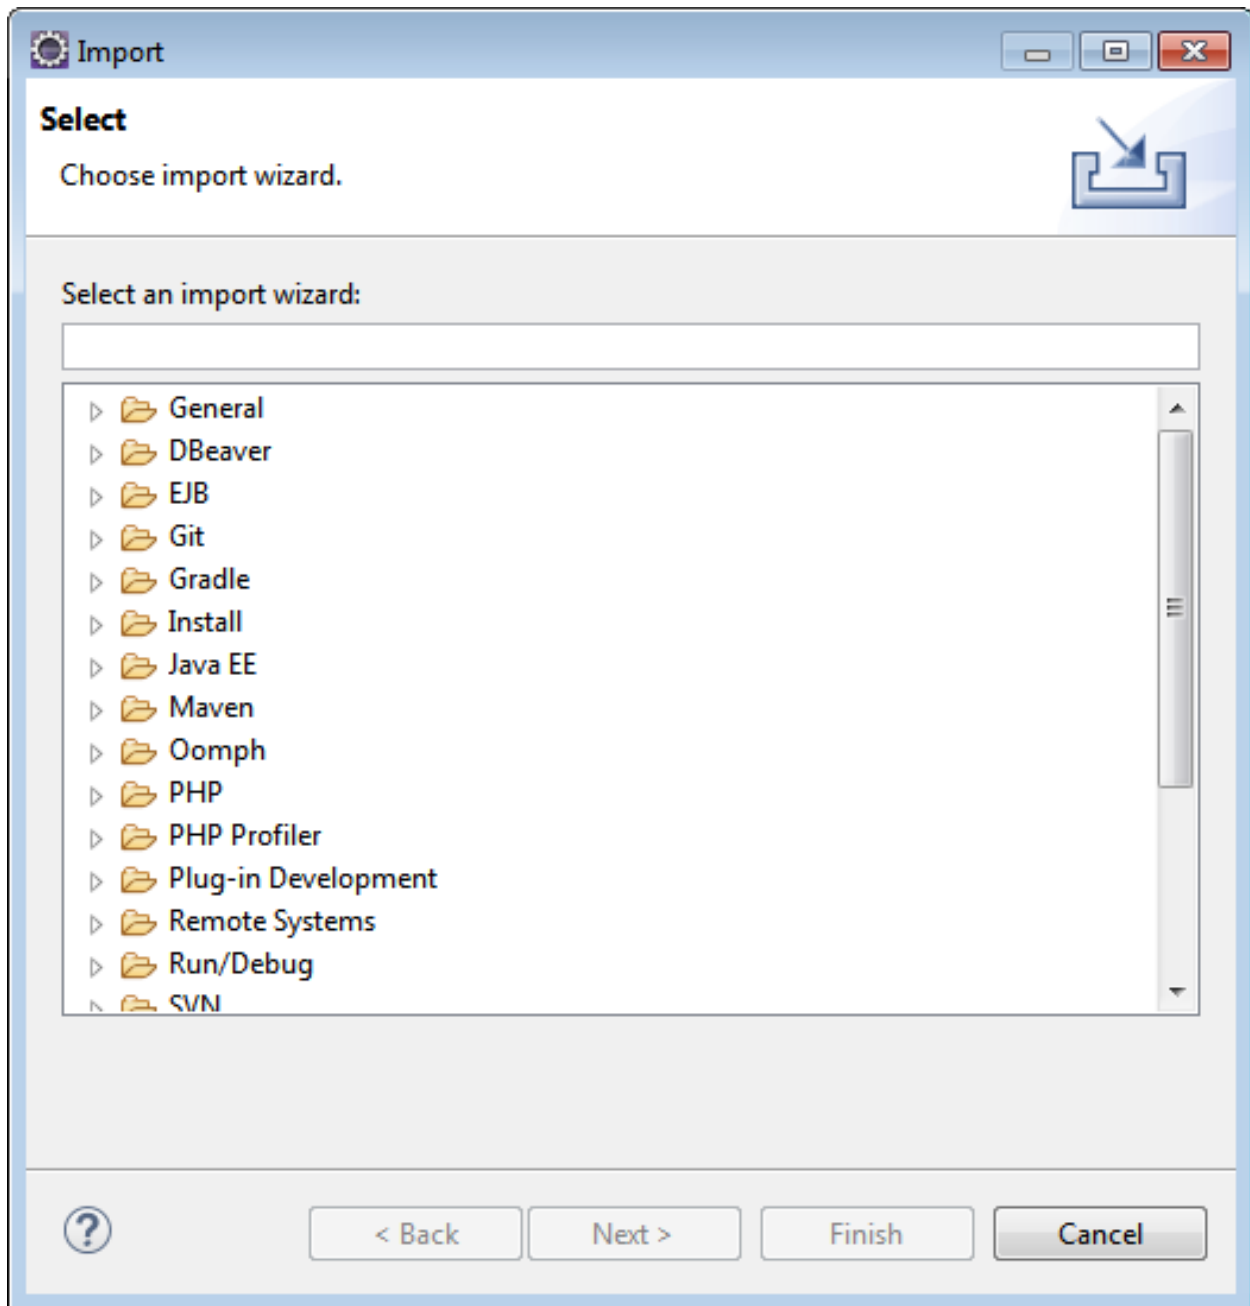 Import
Select
Choose import wizard.
Select an import wizard:
General
DBeaver
EJB
Git
Gradle
Install
Java EE
Maven
Oomph
PHP
PHP Profiler
Plug-in Development
Remote Systems
Run/Debug
SVN
?
< Back Next > Finish Cancel